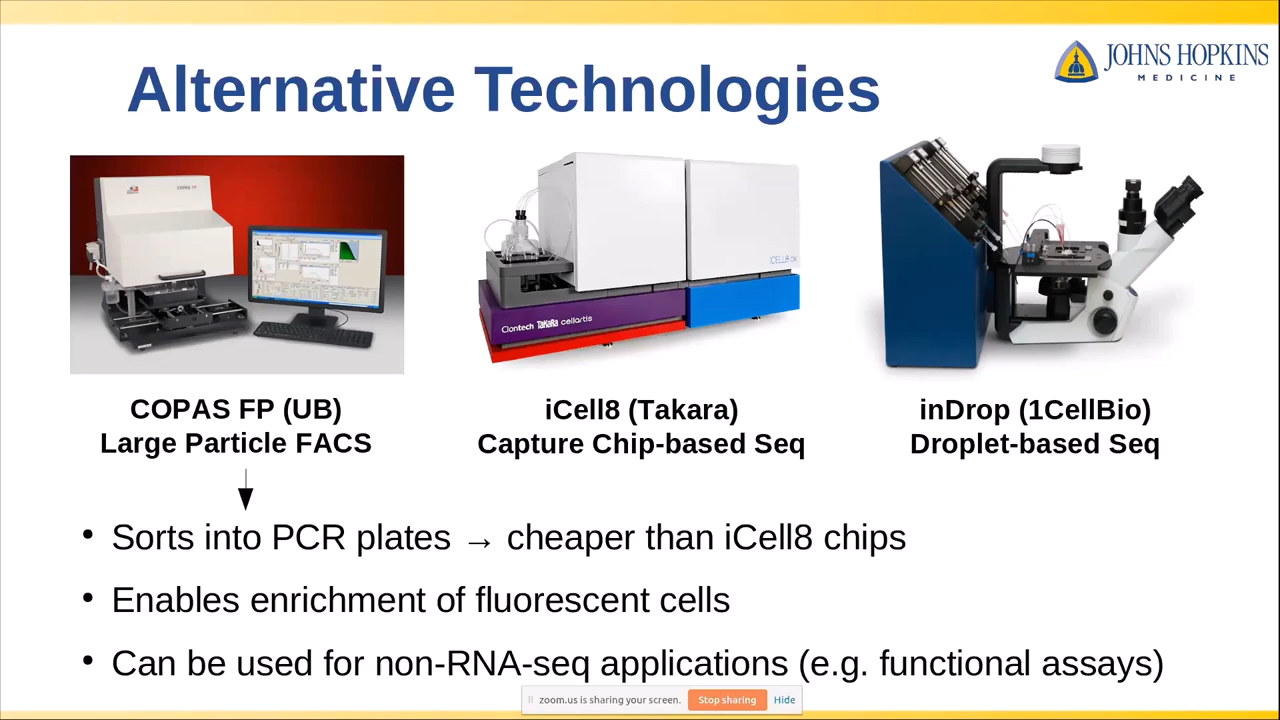 JOHNS HOPKINS
MEDICINE
Alternative Technologies
COPAS FP
iCELL8 cx
Clontech TaKaRa cellartis
COPAS FP (UB)
Large Particle FACS
iCell8 (Takara)
Capture Chip-based Seq
inDrop (1CellBio)
Droplet-based Seq
• Sorts into PCR plates → cheaper than iCell8 chips
• Enables enrichment of fluorescent cells
• Can be used for non-RNA-seq applications (e.g. functional assays)
zoom.us is sharing your screen. Stop sharing Hide